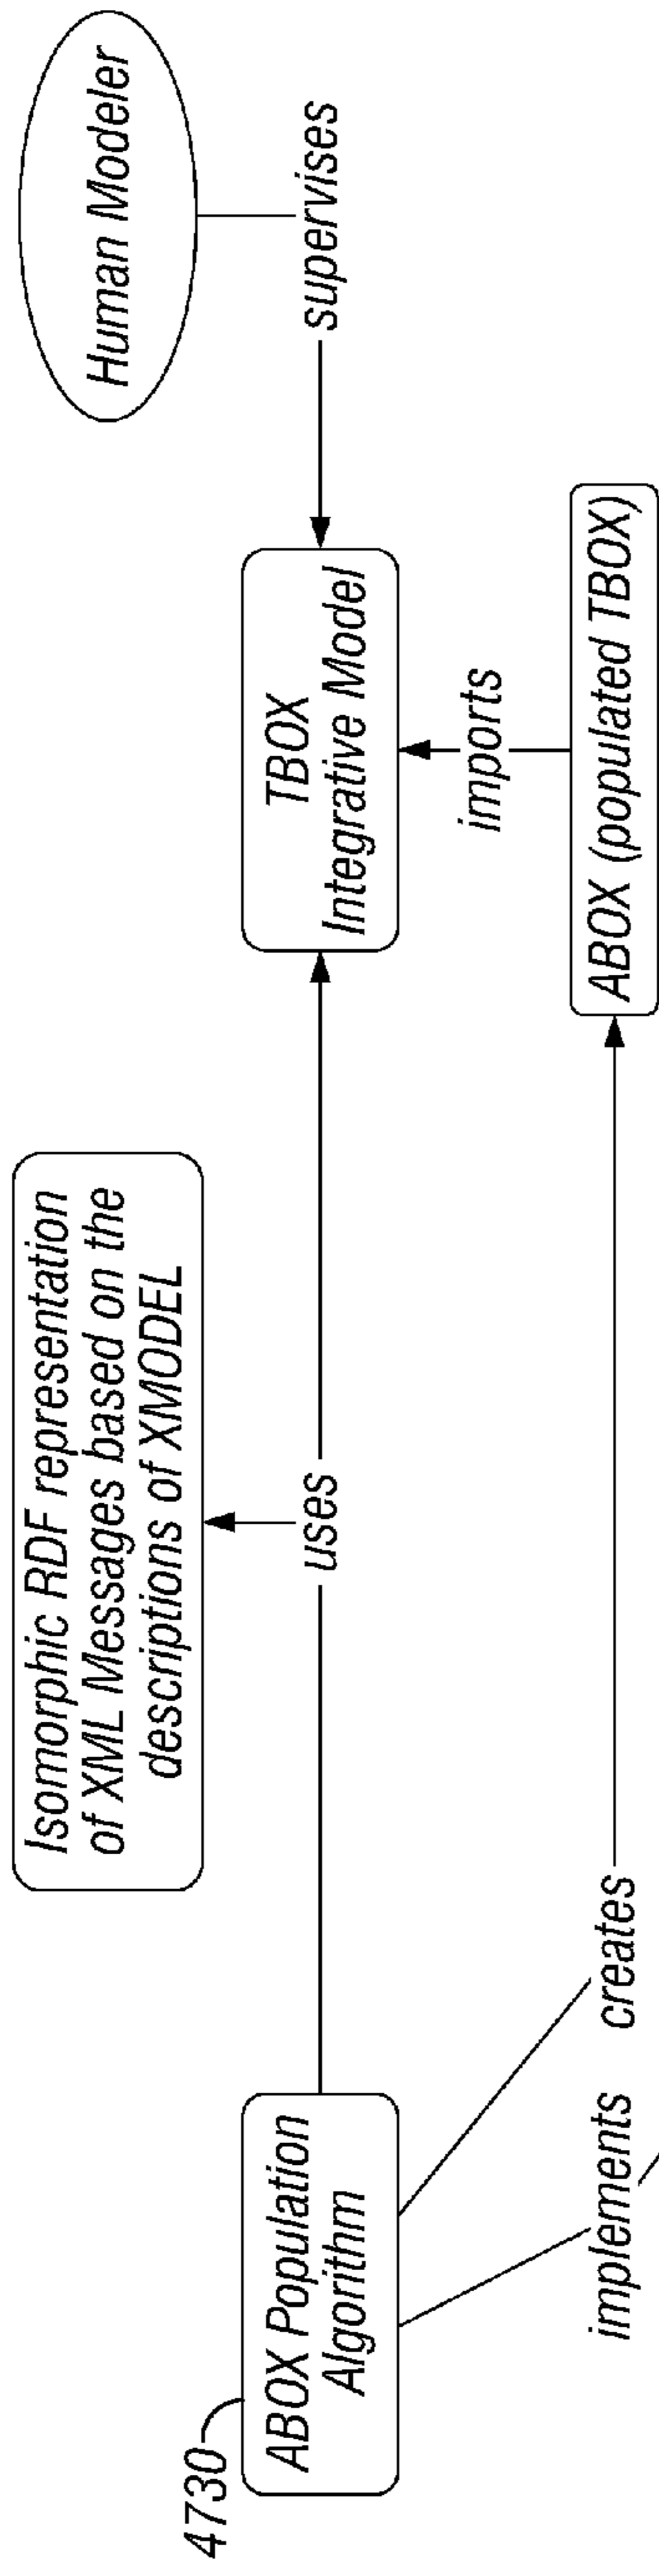 Human Modeler
supervises
Isomorphic RDF representation
of XML Messages based on the
descriptions of XMODEL
TBOX
Integrative Model
uses
imports
4730
ABOX Population
Algorithm
ABOX (populated TBOX)
creates
implements